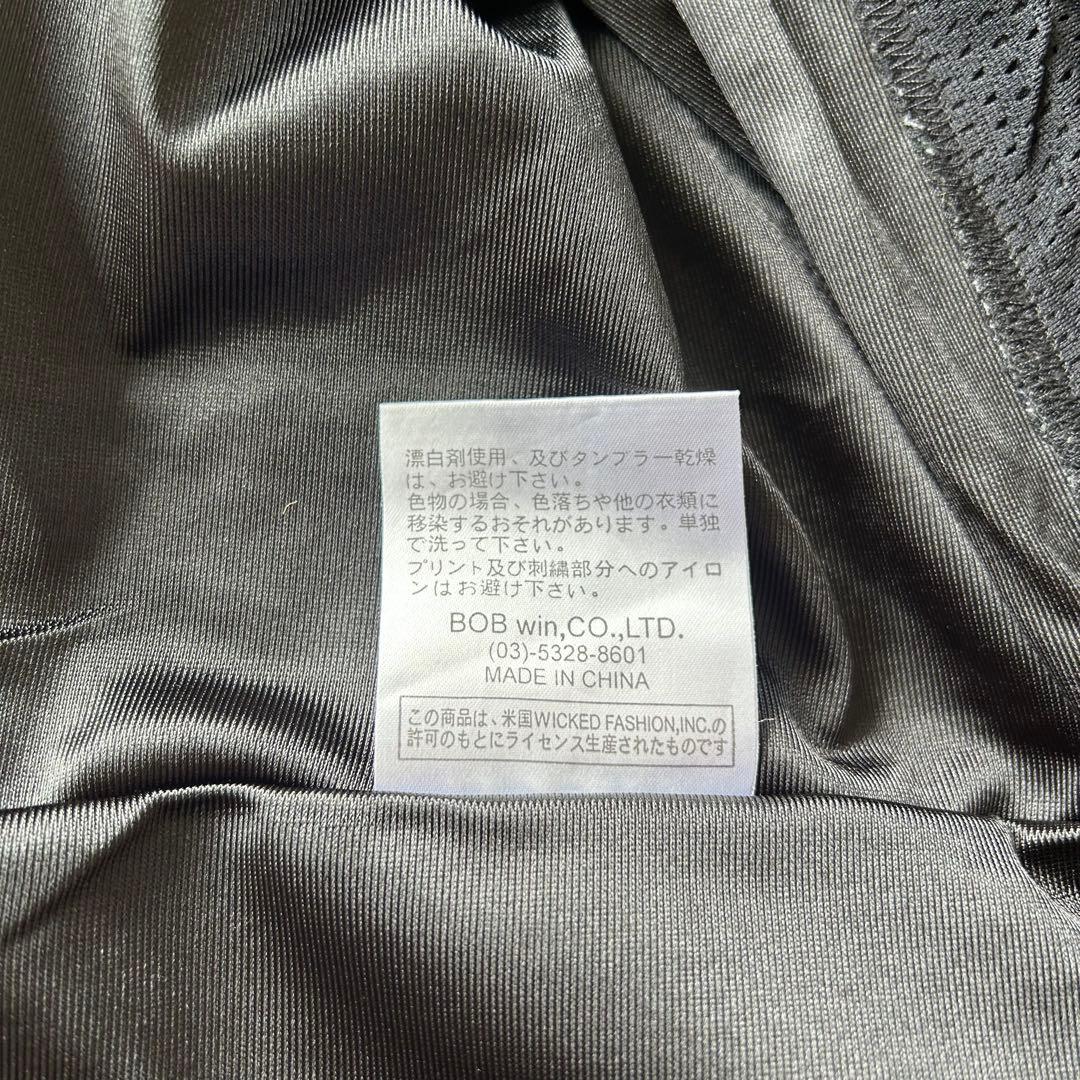 漂白剤使用、及びタンブラー乾燥
は、お避け下さい。
色物の場合、色落ちや他の衣類に
移染するおそれがあります。単独
で洗って下さい。
プリント及び刺繍部分へのアイロ
ンはお避け下さい。
BOB win,CO.,LTD.
(03)-5328-8601
MADE IN CHINA
この商品は、米国WICKED FASHION,INC.の
許可のもとにライセンス生産されたものです